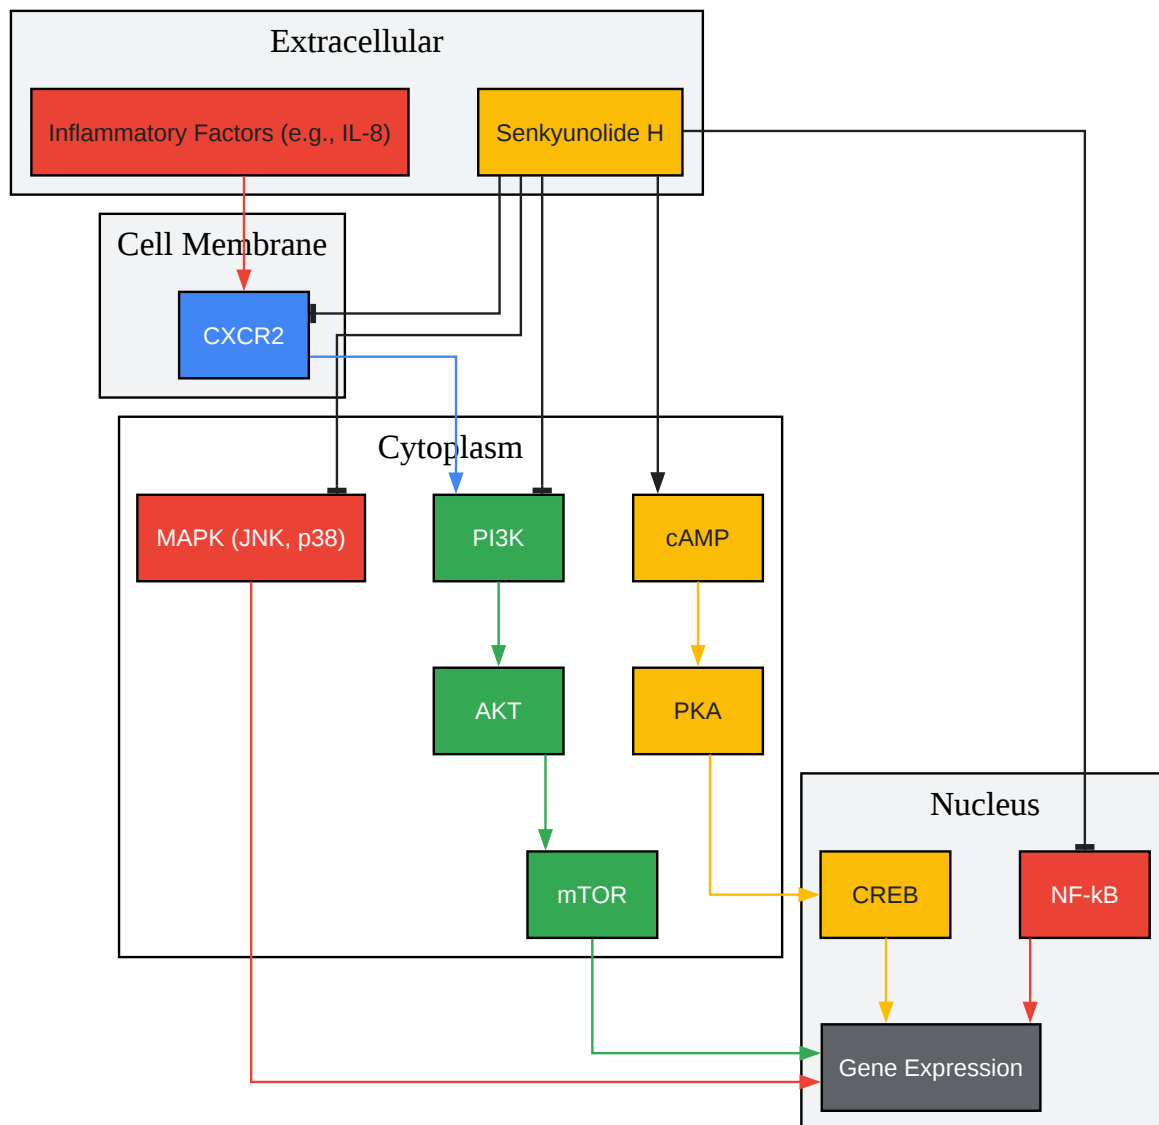 Extracellular
Inflammatory Factors (e.g., IL-8)
Senkyunolide H
Cell Membrane
CXCR2
Cytoplasm
MAPK (JNK, p38)
PI3K
cAMP
AKT
PKA
Nucleus
mTOR
CREB
NF-kB
Gene Expression